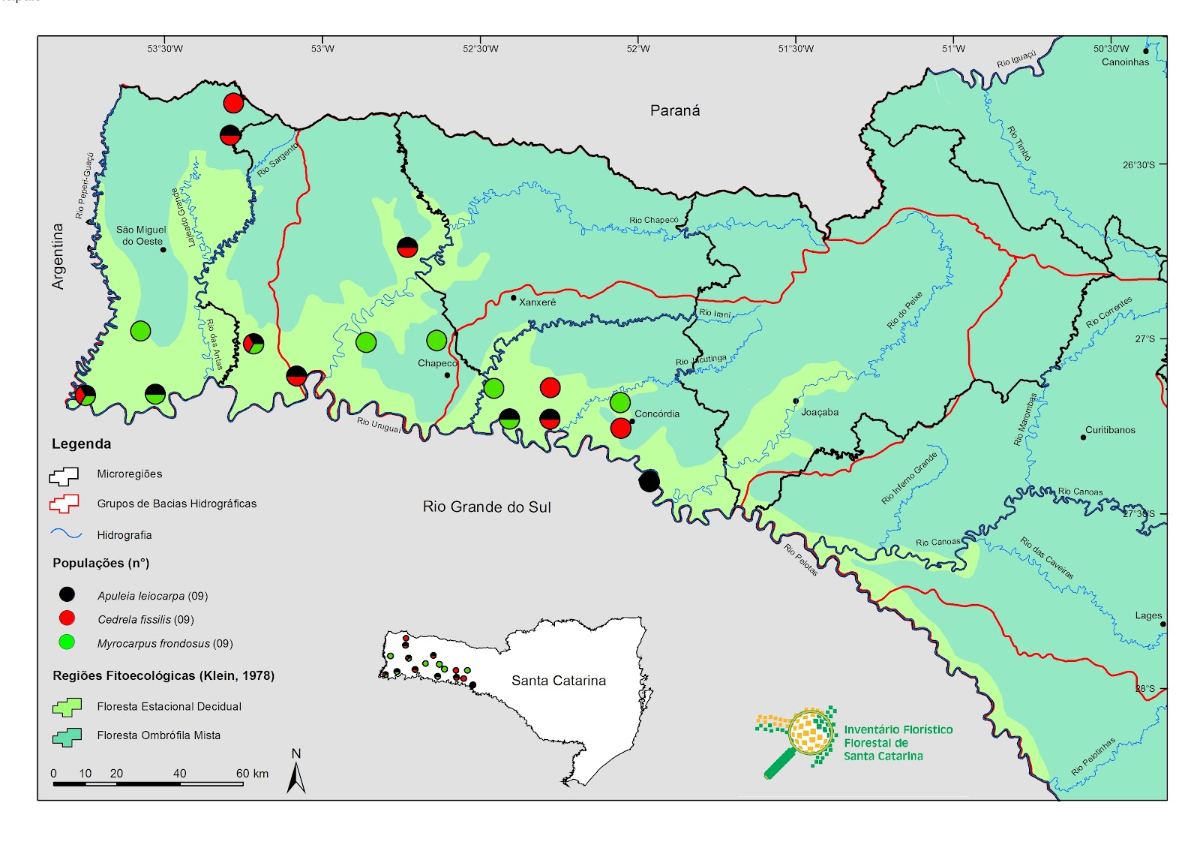 53°30'W
53°W
52°30'W
52°W
51°30'W
51°W
50°30'W
Rio Iguaçú
Canoinhas
Paraná
Rio Timbó
Rio Sargento
26°30'S
Rio Peperi-Guaçú
Lajeado Grande
Rio Chapecó
São Miguel
do Oeste
Argentina
Xanxerê
Rio Irani
Rio do Peixe
Rio Correntes
Rio das Antas
27°S
Chapecó
Rio Jacutinga
Concórdia
Joaçaba
Rio Marombas
Curitibanos
Rio Uruguai
Legenda
Microregiões
Grupos de Bacias Hidrográficas
Hidrografia
Rio Grande do Sul
Rio Inferno Grande
Rio Canoas
27°30'S
Rio Canoas
Rio Pelotas
Rio das Caveiras
Populações (nº)
Apuleia leiocarpa (09)
Cedrela fissilis (09)
Myrocarpus frondosus (09)
Lages
Regiões Fitoecológicas (Klein, 1978)
Floresta Estacional Decidual
Floresta Ombrófila Mista
Santa Catarina
28°S
Inventário Florístico
Florestal de
Santa Catarina
Rio Pelotinhas
N
0 10 20 40 60 km